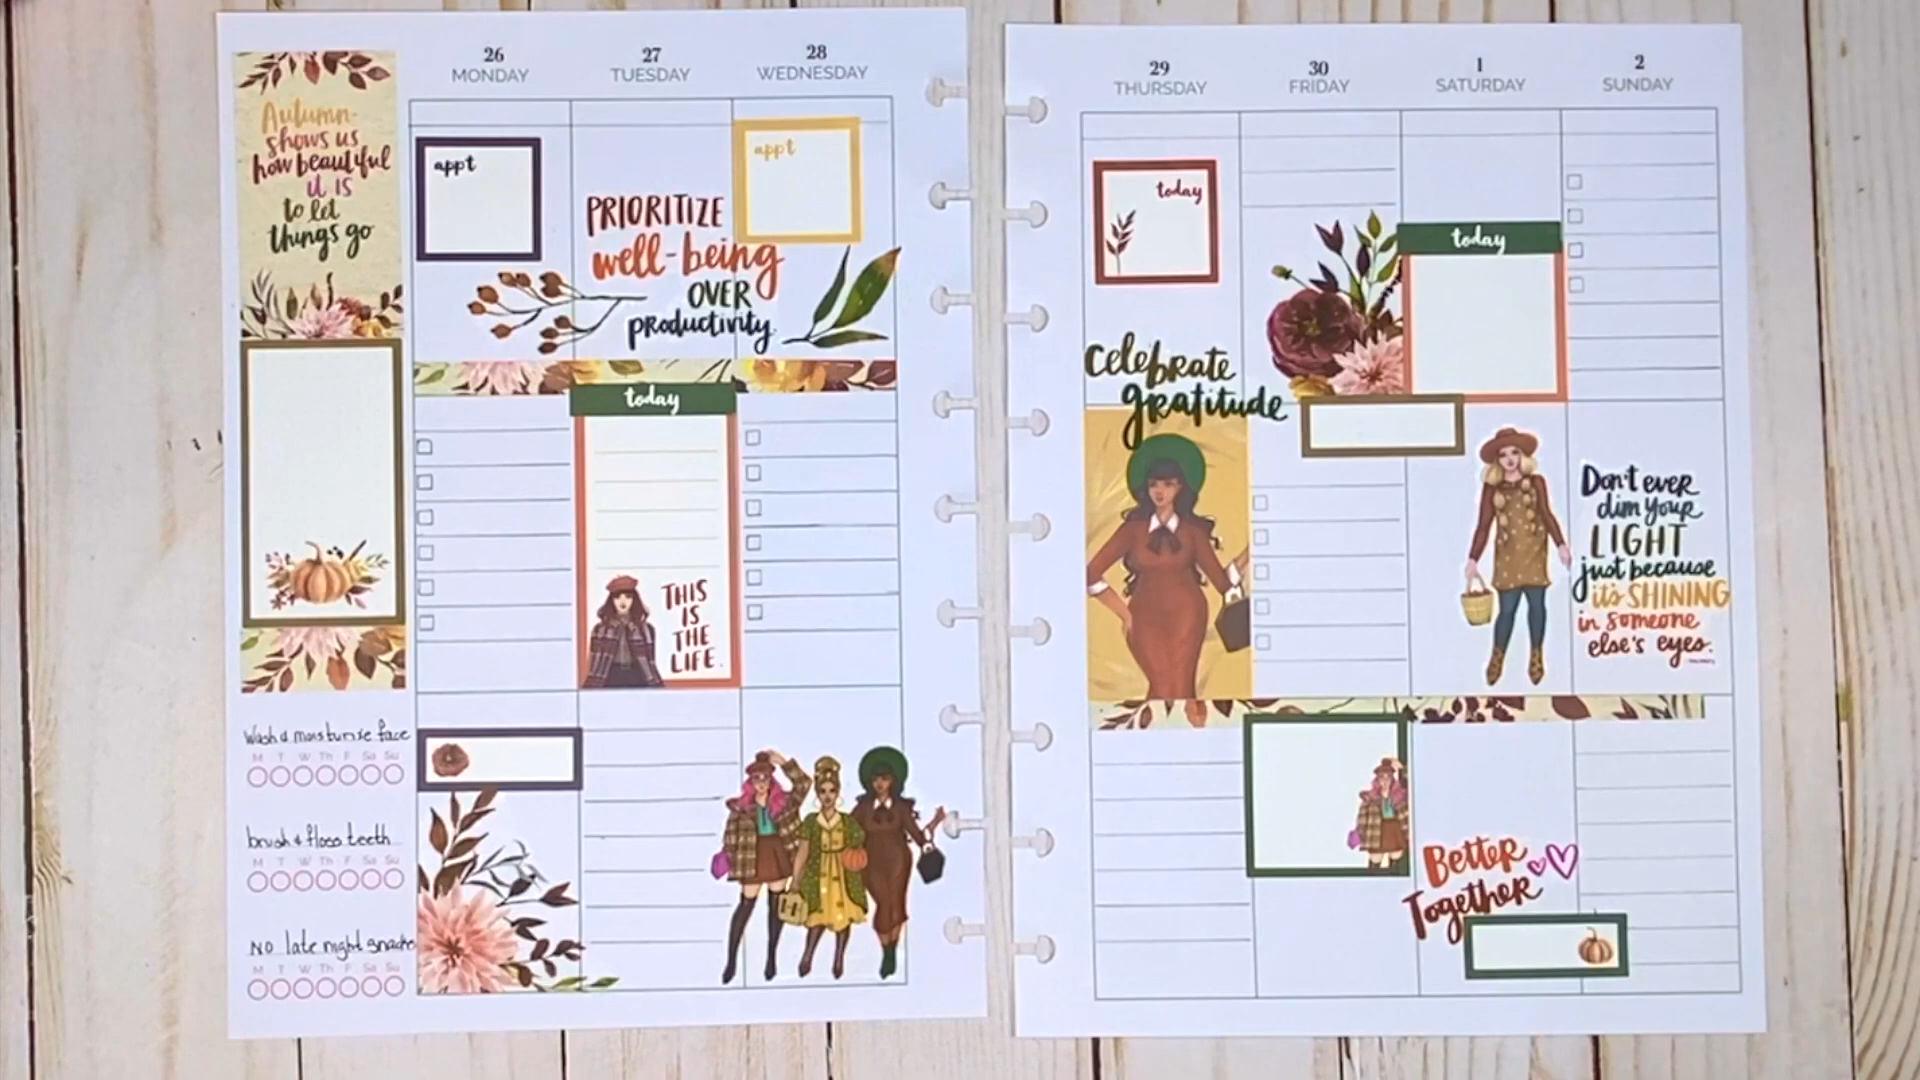 26
MONDAY
27
TUESDAY
28
WEDNESDAY
Autumn
shows us
how beautiful
it is
to let
things go
appt
PRIORITIZE
well-being
OVER
productivity.
appt
today
THIS
IS
THE
LIFE.
Wash & moisturise face
M T W Th F Sa Su
brush & floss teeth
M T W Th F Sa Su
No late night snacks
M T W Th F Sa Su
29
THURSDAY
30
FRIDAY
1
SATURDAY
2
SUNDAY
today
celebrate
gratitude
today
Don't ever
dim your
LIGHT
just because
it's SHINING
in someone
else's eyes.
Better
Together